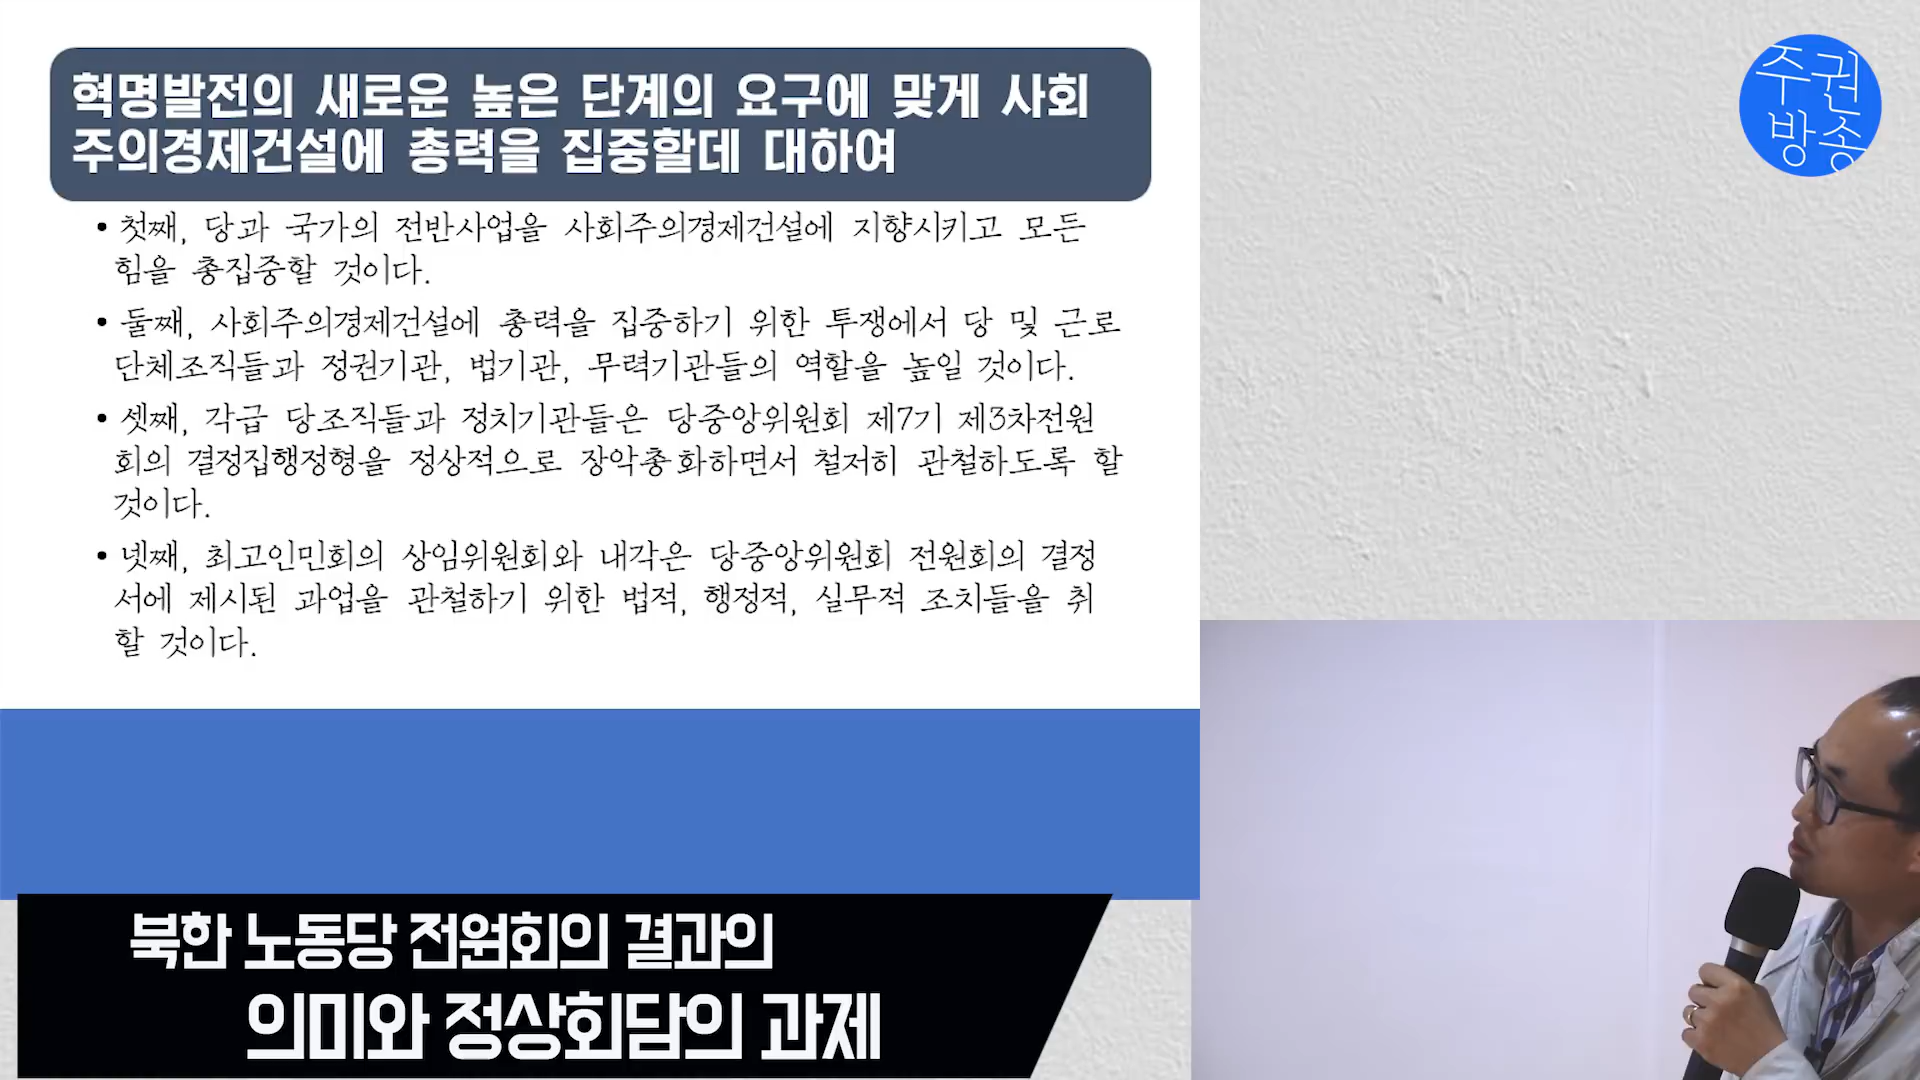 혁명발전의 새로운 높은 단계의 요구에 맞게 사회
주의경제건설에 총력을 집중할데 대하여
• 첫째, 당과 국가의 전반사업을 사회주의경제건설에 지향시키고 모든
힘을 총집중할 것이다.
• 둘째, 사회주의경제건설에 총력을 집중하기 위한 투쟁에서 당 및 근로
단체조직들과 정권기관, 법기관, 무력기관들의 역할을 높일 것이다.
• 셋째, 각급 당조직들과 정치기관들은 당중앙위원회 제7기 제3차전원
회의 결정집행정형을 정상적으로 장악총화하면서 철저히 관철하도록 할
것이다.
• 넷째, 최고인민회의 상임위원회와 내각은 당중앙위원회 전원회의 결정
서에 제시된 과업을 관철하기 위한 법적, 행정적, 실무적 조치들을 취
할 것이다.
주권
방송
북한 노동당 전원회의 결과의
의미와 정상회담의 과제